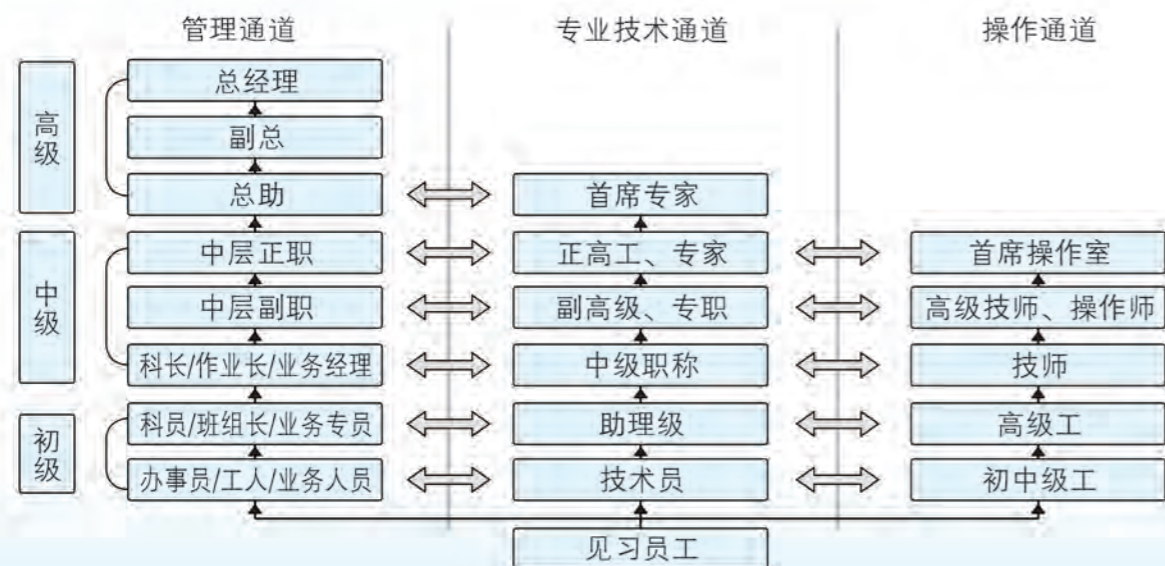 管理通道 专业技术通道 操作通道
高级
总经理
副总
总助 首席专家
中级
中层正职 正高工、专家 首席操作室
中层副职 副高级、专职 高级技师、操作师
科长/作业长/业务经理 中级职称 技师
初级
科员/班组长/业务专员 助理级 高级工
办事员/工人/业务人员 技术员 初中级工
见习员工